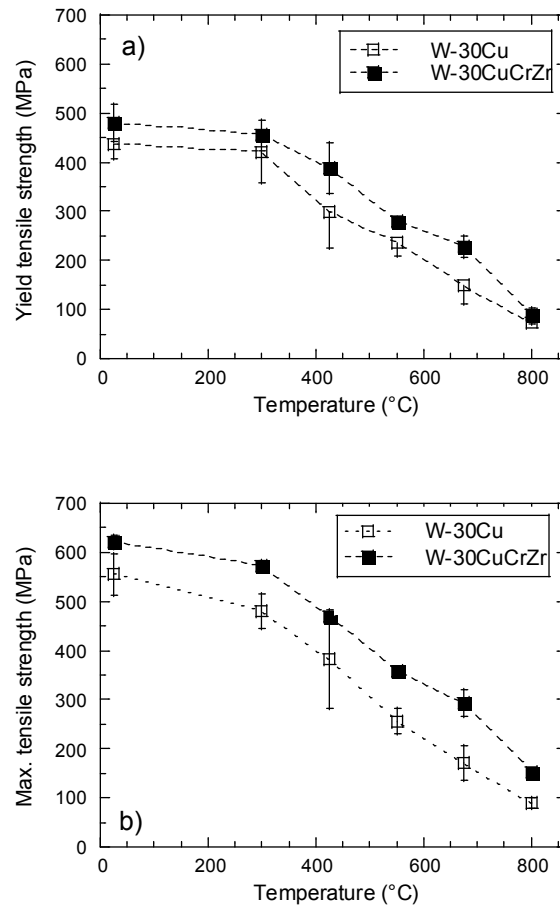 a)
W-30Cu
W-30CuCrZr
Yield tensile strength (MPa)
700
600
500
400
300
200
100
0
0 200 400 600 800
Temperature (°C)
W-30Cu
W-30CuCrZr
Max. tensile strength (MPa)
700
600
500
400
300
200
100
0
b)
0 200 400 600 800
Temperature (°C)